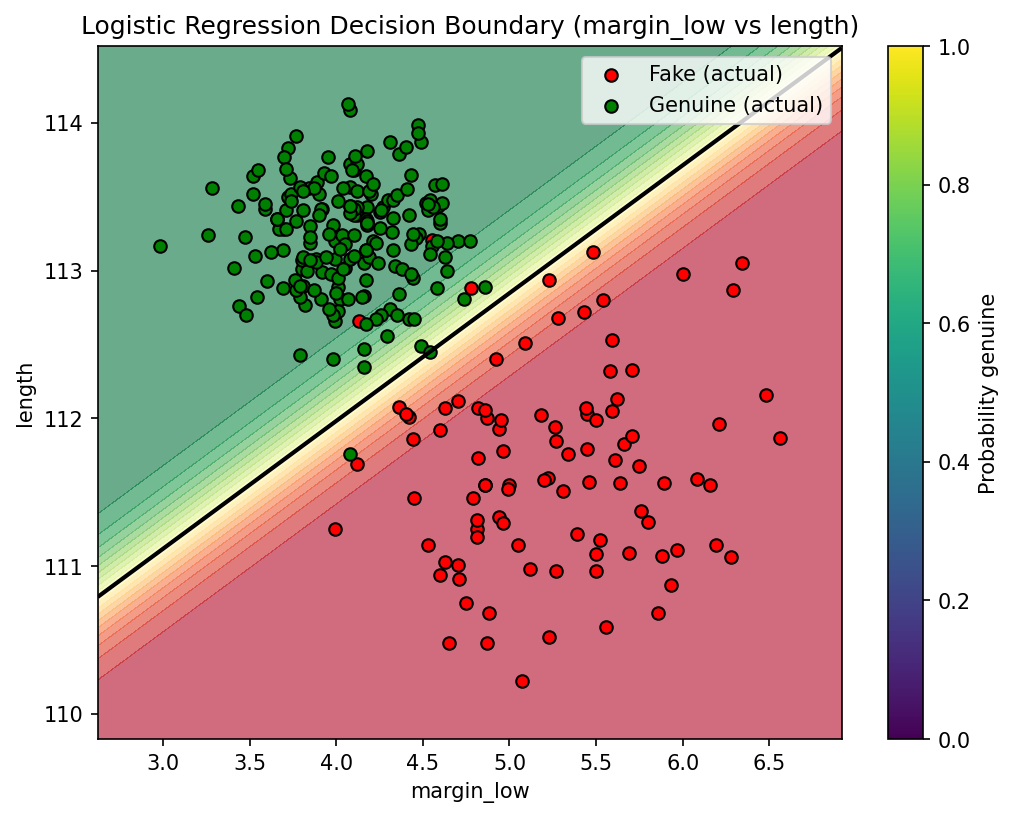 Logistic Regression Decision Boundary (margin_low vs length)
Fake (actual)
Genuine (actual)
114
113
112
111
110
length
3.0 3.5 4.0 4.5 5.0 5.5 6.0 6.5
margin_low
1.0
0.8
0.6
0.4
0.2
0.0
Probability genuine